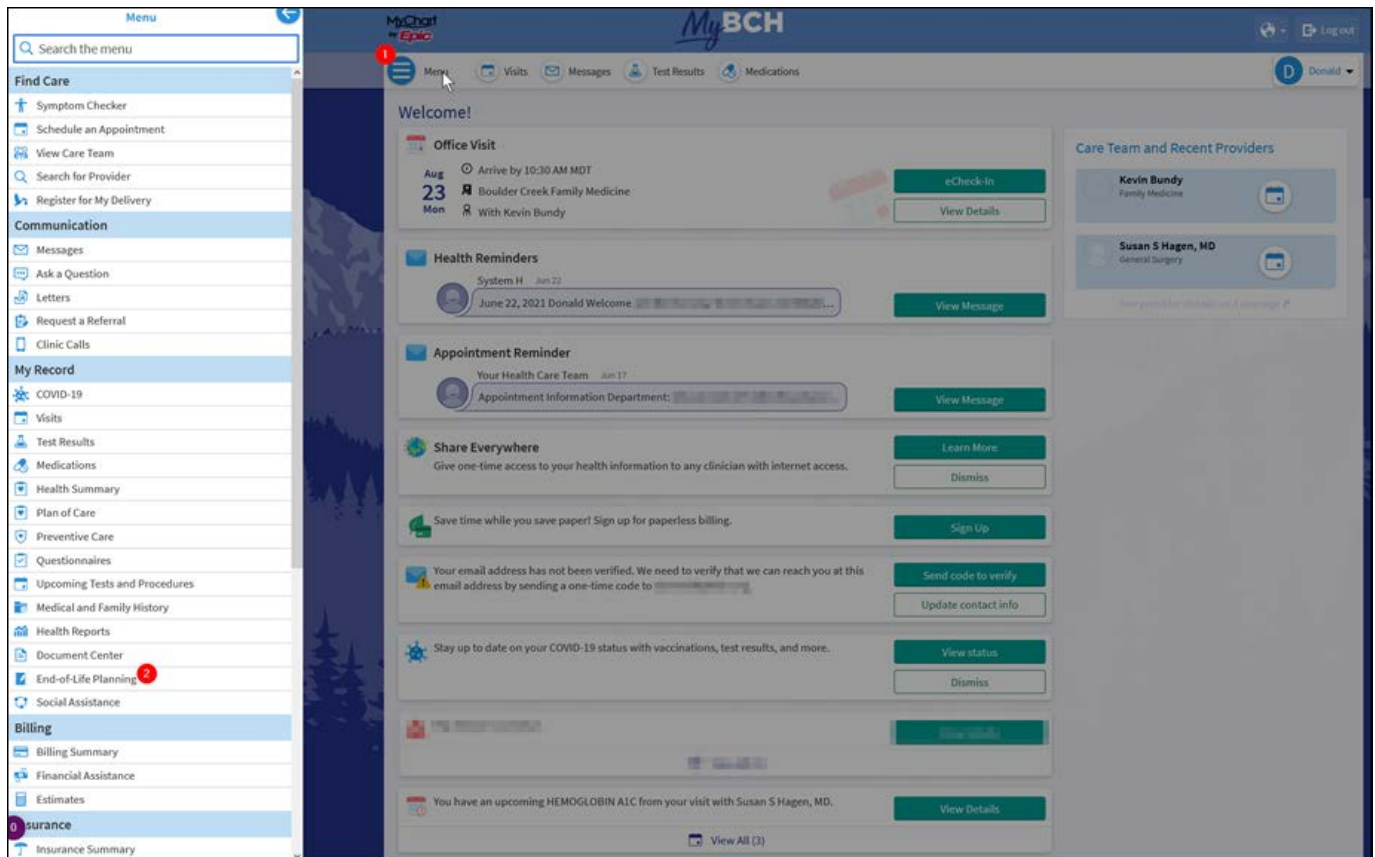 Menu
Search the menu
Find Care
Symptom Checker
Schedule an Appointment
View Care Team
Search for Provider
Register for My Delivery
Communication
Messages
Ask a Question
Letters
Request a Referral
Clinic Calls
My Record
COVID-19
Visits
Test Results
Medications
Health Summary
Plan of Care
Preventive Care
Questionnaires
Upcoming Tests and Procedures
Medical and Family History
Health Reports
Document Center
End-of-Life Planning 2
Social Assistance
Billing
Billing Summary
Financial Assistance
Estimates
0 surance
Insurance Summary
MyChart
by Epic
MyBCH
Log out
1
Menu Visits Messages Test Results Medications
D Donald
Welcome!
Office Visit
Aug
23
Mon
Arrive by 10:30 AM MDT
Boulder Creek Family Medicine
With Kevin Bundy
eCheck-In
View Details
Health Reminders
System H Jun 22
June 22, 2021 Donald Welcome ...
View Message
Appointment Reminder
Your Health Care Team Jun 17
Appointment Information Department:
View Message
Share Everywhere
Give one-time access to your health information to any clinician with internet access.
Learn More
Dismiss
Save time while you save paper! Sign up for paperless billing.
Sign Up
Your email address has not been verified. We need to verify that we can reach you at this
email address by sending a one-time code to
Send code to verify
Update contact info
Stay up to date on your COVID-19 status with vaccinations, test results, and more.
View status
Dismiss
You have an upcoming HEMOGLOBIN A1C from your visit with Susan S Hagen, MD.
View Details
View All (3)
Care Team and Recent Providers
Kevin Bundy
Family Medicine
Susan S Hagen, MD
General Surgery